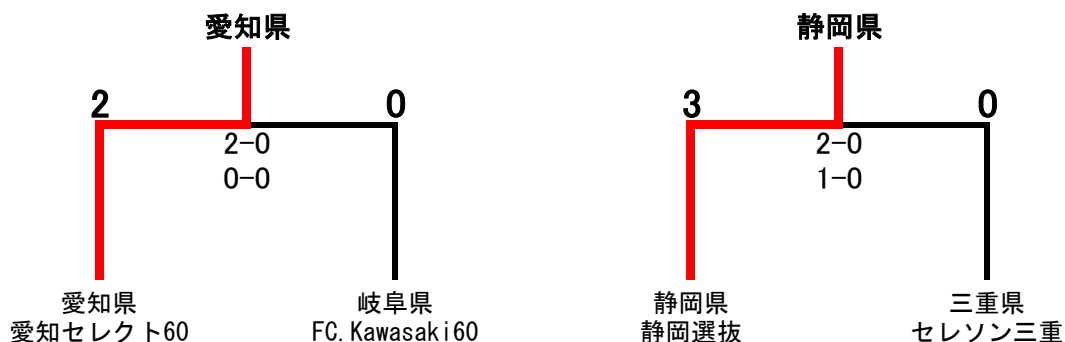 愛知県
2
0
2-0
0-0
愛知県
愛知セレクト60
岐阜県
FC.Kawasaki60
静岡県
3
0
2-0
1-0
静岡県
静岡選抜
三重県
セレソン三重